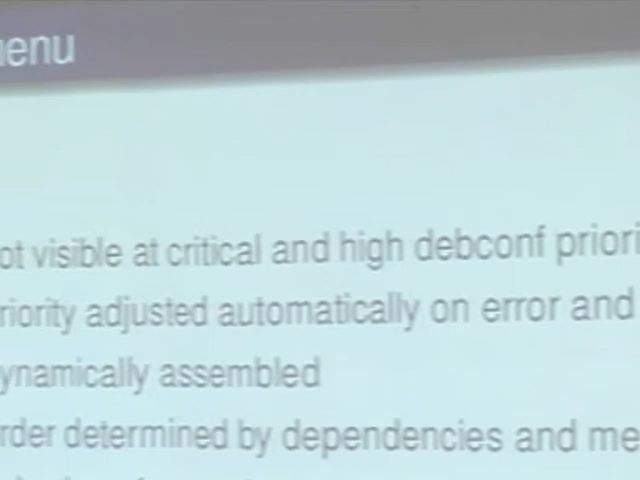 enu
ot visible at critical and high debconf priori
riority adjusted automatically on error and
ynamically assembled
rder determined by dependencies and me